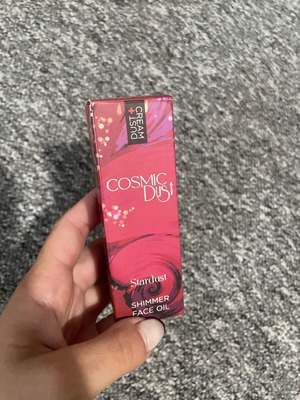 DUST+CREAM
COSMIC
DUST
Stardust
SHIMMER
FACE OIL